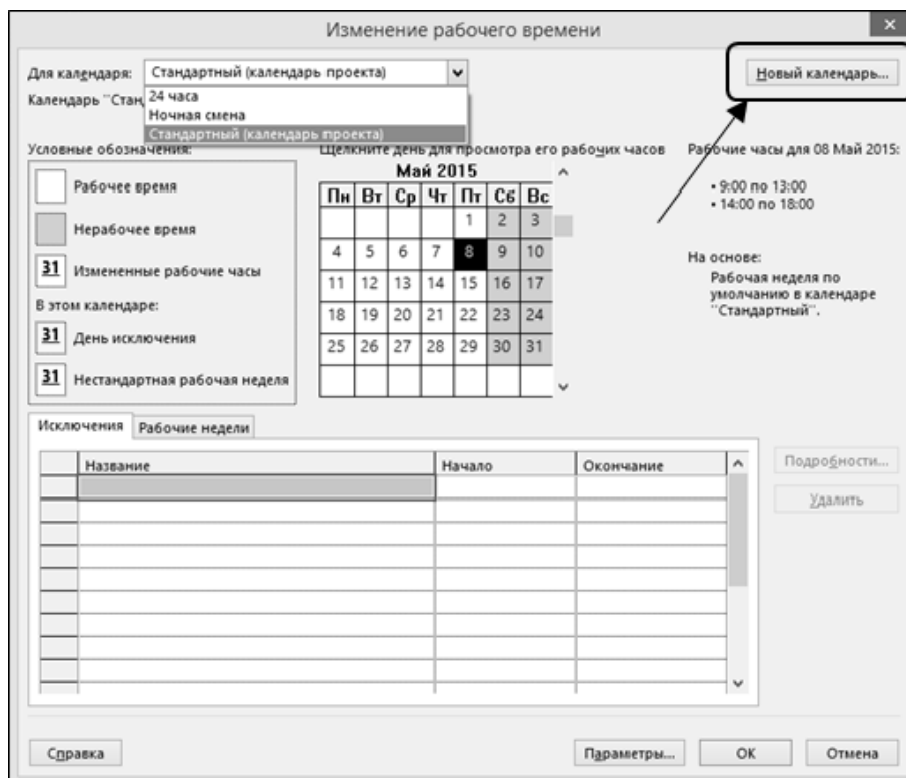 Изменение рабочего времени
Для календаря: Стандартный (календарь проекта)
Новый календарь...
Календарь "Стан
24 часа
Ночная смена
Стандартный (календарь проекта)
Условные обозначения:
Рабочее время
Нерабочее время
31 Измененные рабочие часы
В этом календаре:
31 День исключения
31 Нестандартная рабочая неделя
Щелкните день для просмотра его рабочих часов
Май 2015
Пн Вт Ср Чт Пт Сб Вс
1 2 3
4 5 6 7 8 9 10
11 12 13 14 15 16 17
18 19 20 21 22 23 24
25 26 27 28 29 30 31
Рабочие часы для 08 Май 2015:
• 9:00 по 13:00
• 14:00 по 18:00
На основе:
Рабочая неделя по
умолчанию в календаре
"Стандартный".
Исключения Рабочие недели
Название Начало Окончание
Подробности...
Удалить
Справка Параметры... ОК Отмена